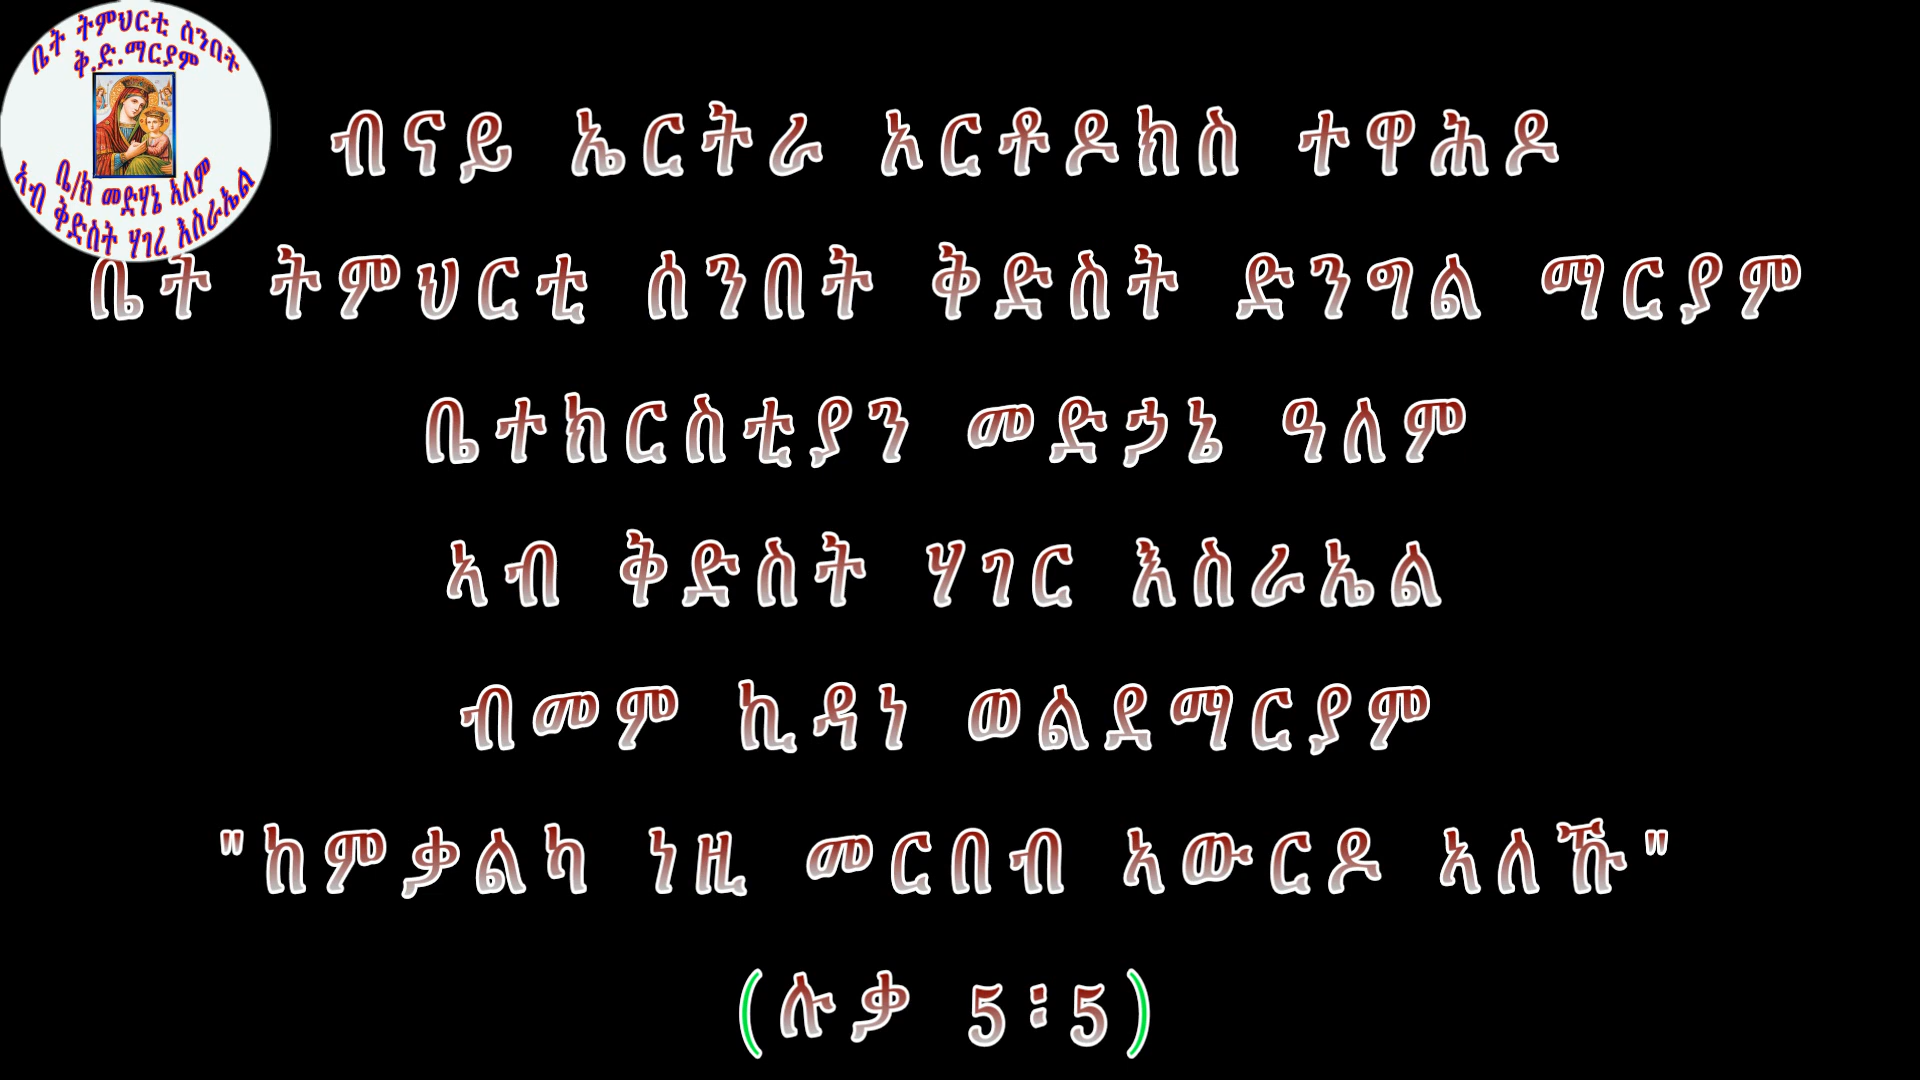 ቤት ትምህርቲ ሰንበት
ቅ.ድ.ማርያም
ቤ/ክ መድሃኔ ኣለም
ኣብ ቅድስት ሃገረ እስራኤል
ብናይ ኤርትራ ኦርቶዶክስ ተዋሕዶ
ቤት ትምህርቲ ሰንበት ቅድስት ድንግል ማርያም
ቤተክርስቲያን መድኃኔ ዓለም
ኣብ ቅድስት ሃገር እስራኤል
ብመም ኪዳነ ወልደማርያም
"ከምቃልካ ነዚ መርበብ ኣውርዶ ኣለኹ"
(ሉቃ 5፡5)